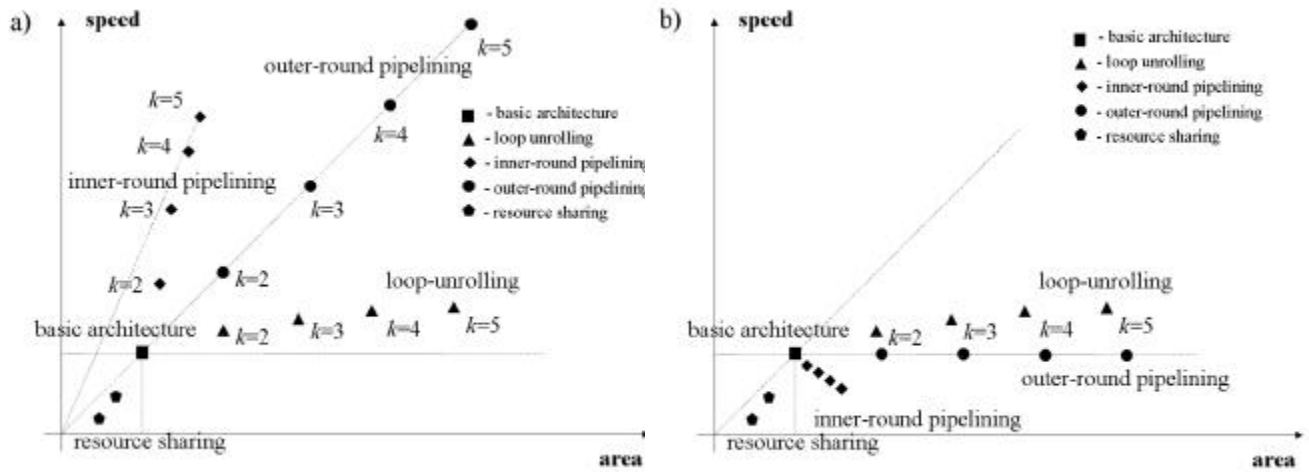 a)
speed
k=5
outer-round pipelining
k=5
- basic architecture
k=4
k=4
- loop unrolling
inner-round pipelining
- inner-round pipelining
- outer-round pipelining
k=3
k=3
- resource sharing
k=2
k=2
loop-unrolling
basic architecture
k=2
k=3
k=4
k=5
resource sharing
area
b)
speed
- basic architecture
- loop unrolling
- inner-round pipelining
- outer-round pipelining
- resource sharing
loop-unrolling
basic architecture
k=2
k=3
k=4
k=5
outer-round pipelining
inner-round pipelining
resource sharing
area